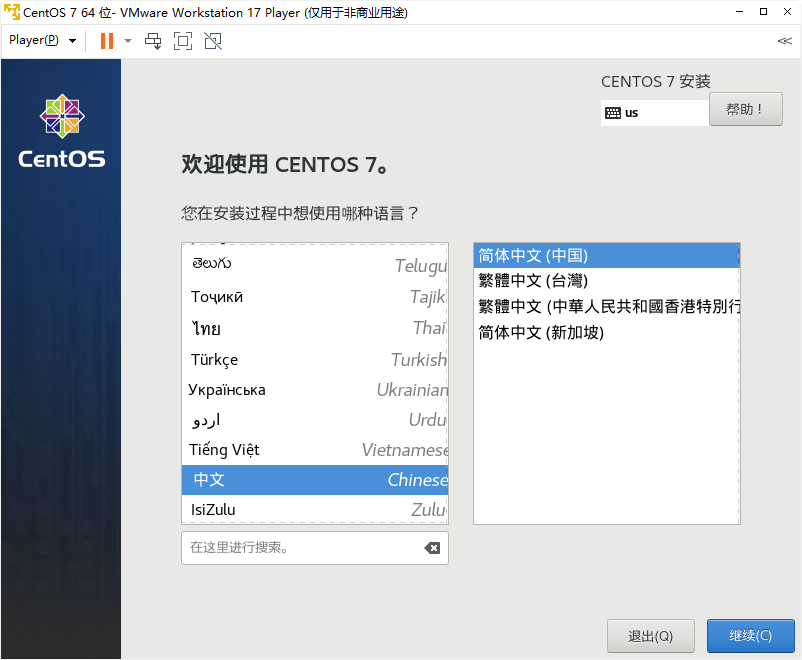 CentOS 7 64 位- VMware Workstation 17 Player (仅用于非商业用途)
Player(P)
CentOS
CENTOS 7 安装
us
帮助！
欢迎使用 CENTOS 7。
您在安装过程中想使用哪种语言？
తెలుగు Telugu
Тоҷикӣ Tajik
ไทย Thai
Türkçe Turkish
Українська Ukrainian
اردو Urdu
Tiếng Việt Vietnamese
中文 Chinese
IsiZulu Zulu
简体中文 (中国)
繁體中文 (台灣)
繁體中文 (中華人民共和國香港特別行
简体中文 (新加坡)
在这里进行搜索。
退出(Q)
继续(C)